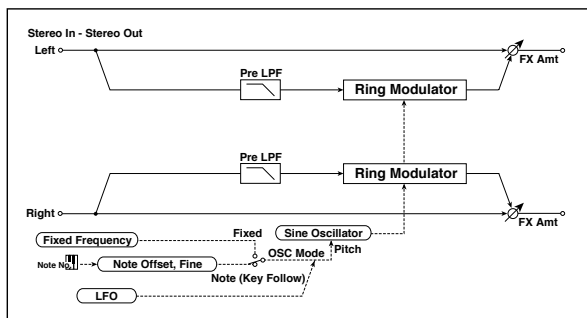 Stereo In - Stereo Out
Left
FX Amt
Pre LPF
Ring Modulator
Pre LPF
Ring Modulator
Right
FX Amt
Fixed Frequency
Fixed
Sine Oscillator
OSC Mode
Pitch
Note No.
Note Offset, Fine
Note (Key Follow)
LFO